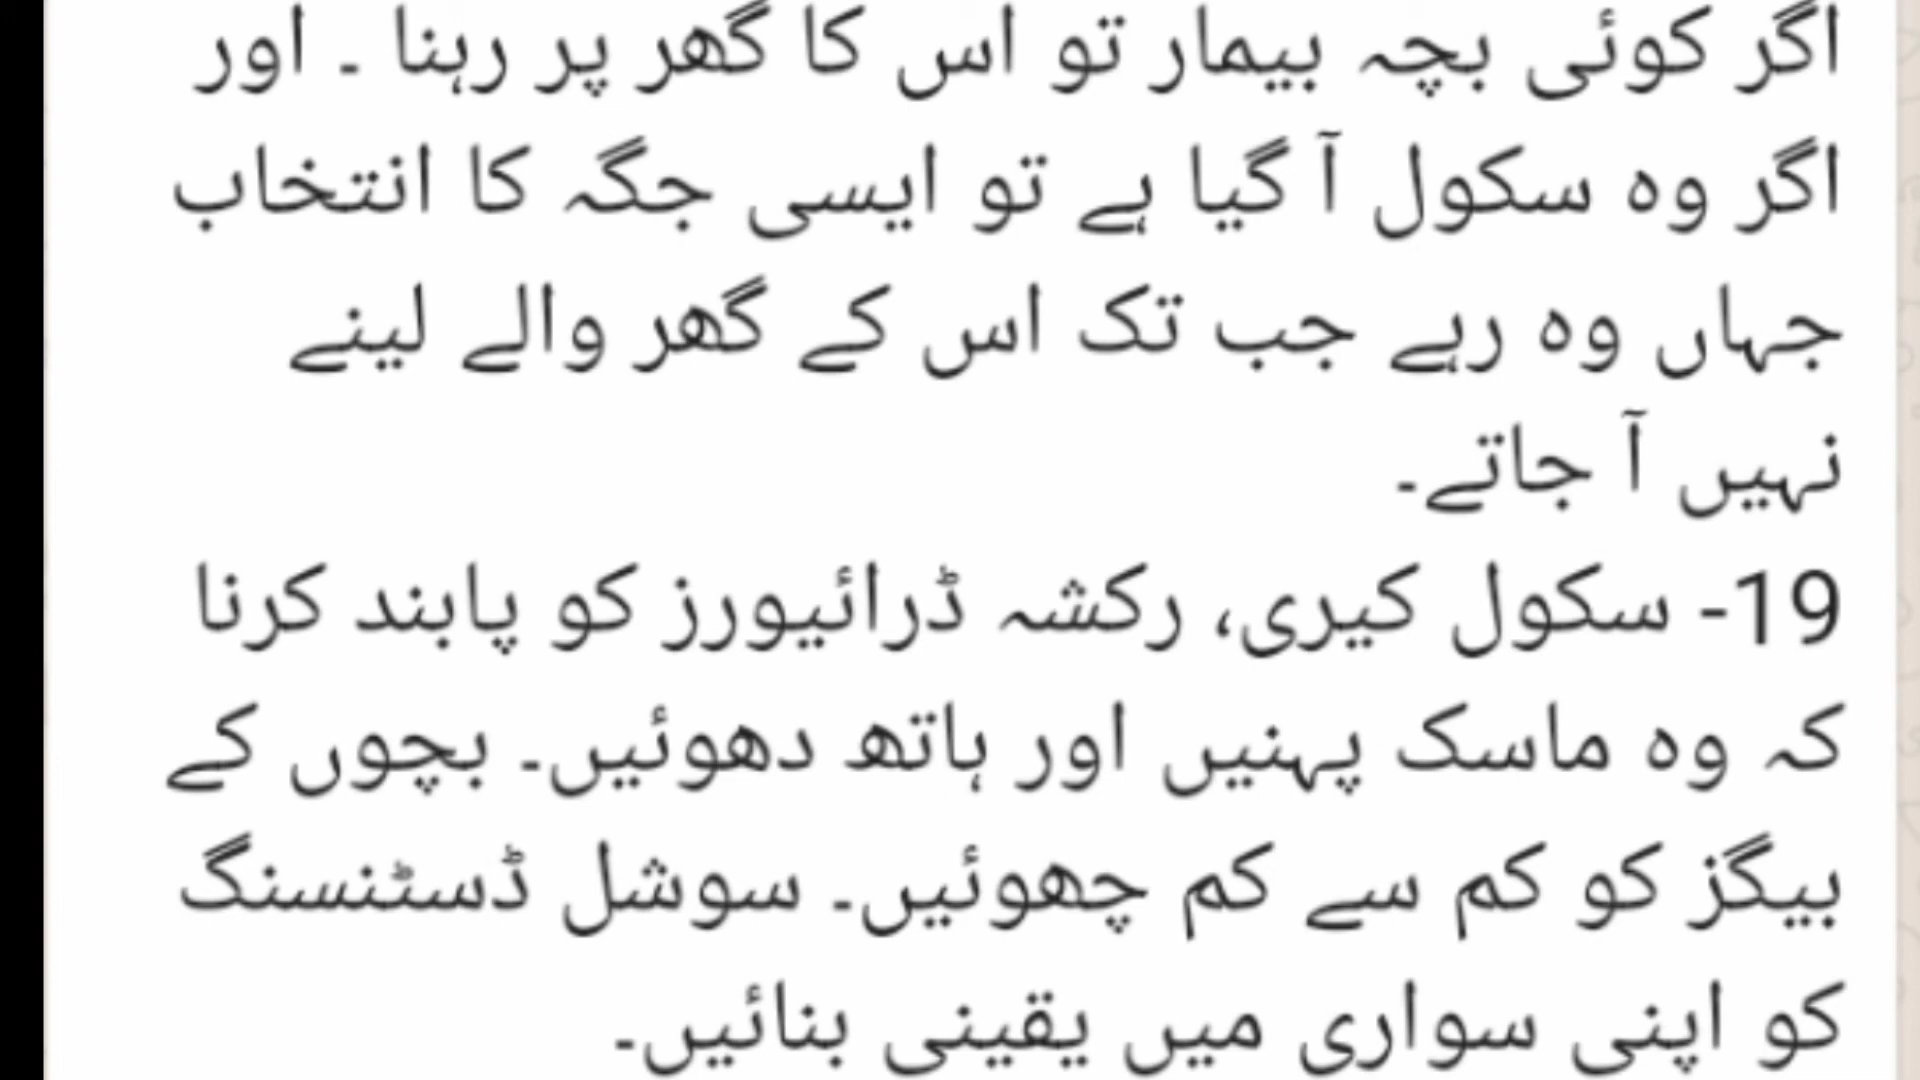 اگر کوئی بچہ بیمار تو اس کا گھر پر رہنا ۔ اور
اگر وہ سکول آ گیا ہے تو ایسی جگہ کا انتخاب
جہاں وہ رہے جب تک اس کے گھر والے لینے
نہیں آ جاتے۔
19- سکول کیری، رکشہ ڈرائیورز کو پابند کرنا
کہ وہ ماسک پہنیں اور ہاتھ دھوئیں۔ بچوں کے
بیگز کو کم سے کم چھوئیں۔ سوشل ڈسٹنسنگ
کو اپنی سواری میں یقینی بنائیں۔